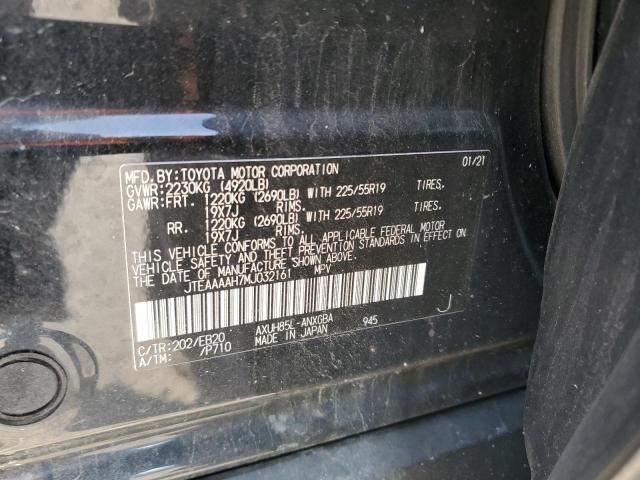 MFD. BY: TOYOTA MOTOR CORPORATION 01/21
GVWR: 2230KG (4920LB)
GAWR: FRT. 1220KG (2690LB) WITH 225/55R19 TIRES,
19X7J RIMS.
RR. 1220KG (2690LB) WITH 225/55R19 TIRES,
19X7J RIMS.
THIS VEHICLE CONFORMS TO ALL APPLICABLE FEDERAL MOTOR
VEHICLE SAFETY AND THEFT PREVENTION STANDARDS IN EFFECT ON
THE DATE OF MANUFACTURE SHOWN ABOVE.
JTEAAAAH7MJ032161 MPV
C/TR: 202/EB20 AXUH85L-ANXGBA 945 J
A/TM: /P710 MADE IN JAPAN